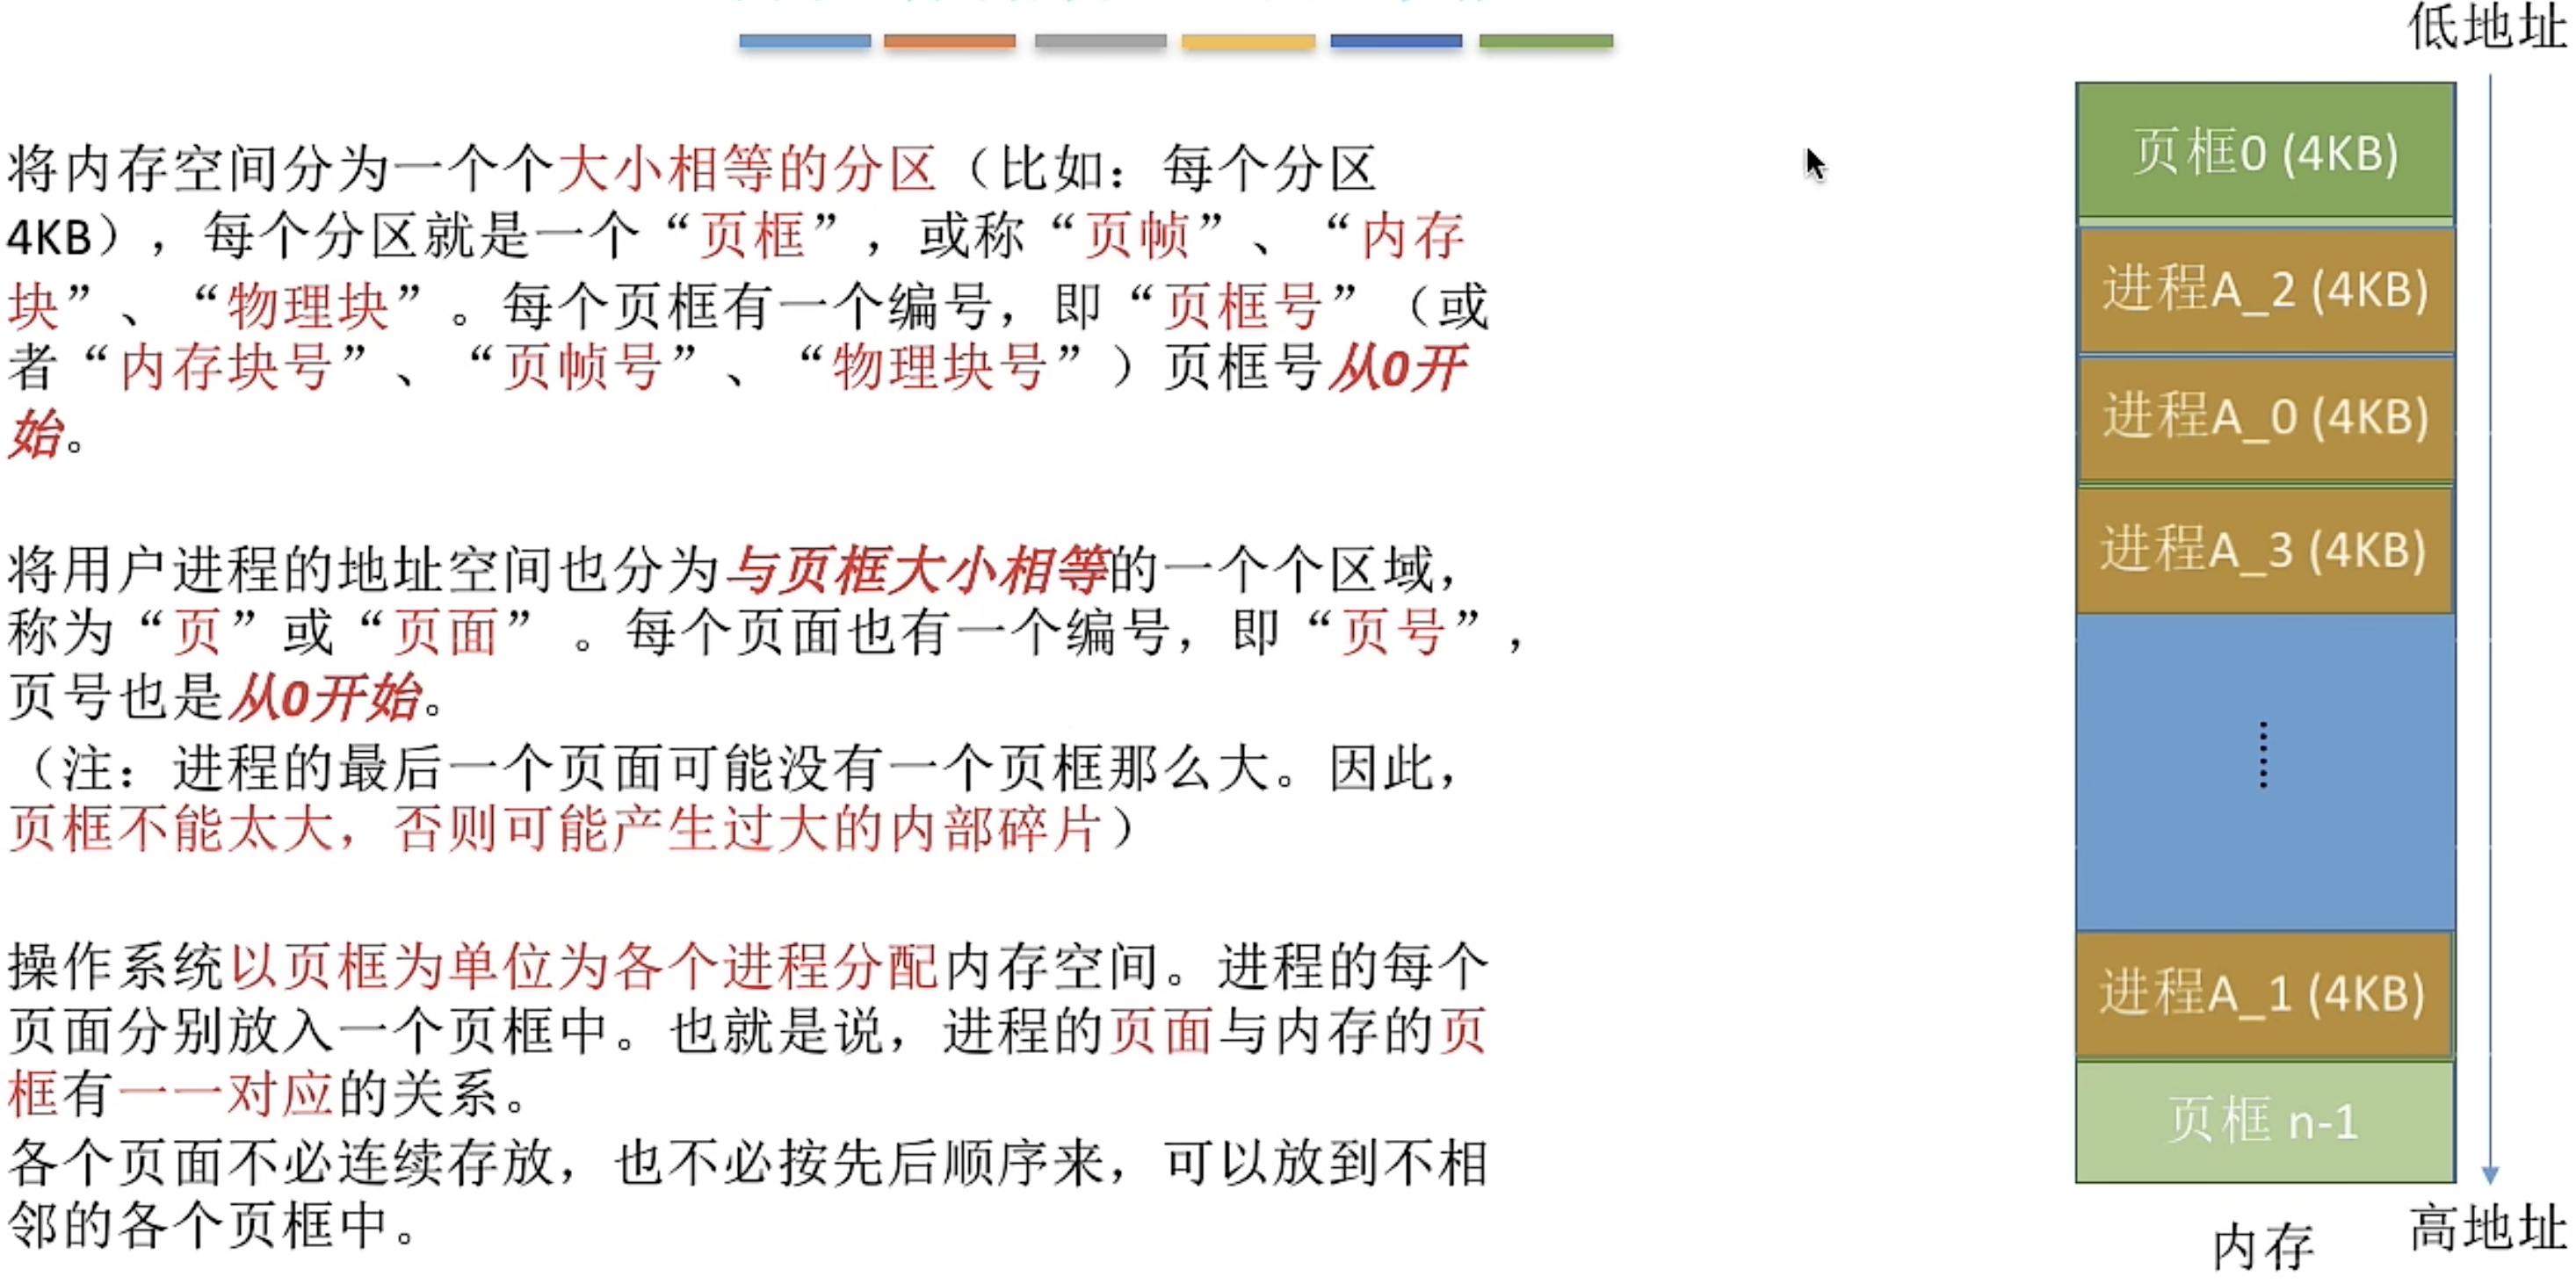 将内存空间分为一个个大小相等的分区（比如：每个分区
4KB），每个分区就是一个“页框”，或称“页帧”、“内存
块”、“物理块”。每个页框有一个编号，即“页框号”（或
者“内存块号”、“页帧号”、“物理块号”）页框号从0开
始。
将用户进程的地址空间也分为与页框大小相等的一个个区域，
称为“页”或“页面”。每个页面也有一个编号，即“页号”，
页号也是从0开始。
（注：进程的最后一个页面可能没有一个页框那么大。因此，
页框不能太大，否则可能产生过大的内部碎片）
操作系统以页框为单位为各个进程分配内存空间。进程的每个
页面分别放入一个页框中。也就是说，进程的页面与内存的页
框有一一对应的关系。
各个页面不必连续存放，也不必按先后顺序来，可以放到不相
邻的各个页框中。
低地址
页框0 (4KB)
进程A_2 (4KB)
进程A_0 (4KB)
进程A_3 (4KB)
……
进程A_1 (4KB)
页框 n-1
内存
高地址